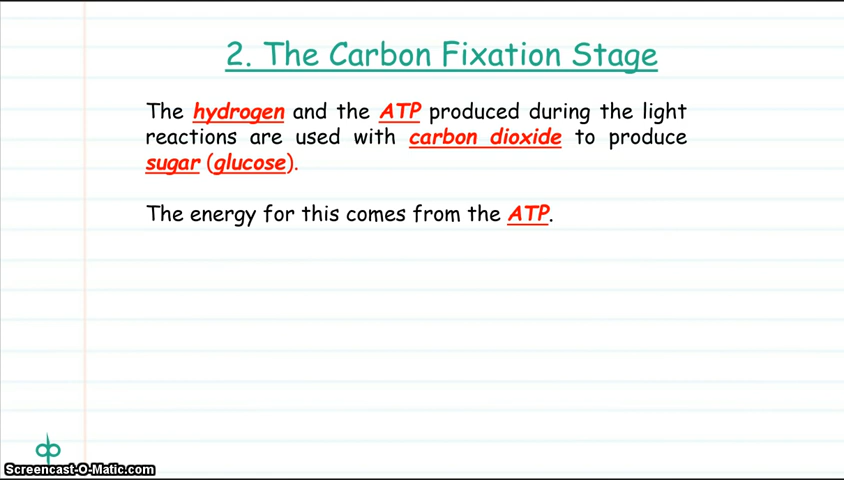 2. The Carbon Fixation Stage
The hydrogen and the ATP produced during the light
reactions are used with carbon dioxide to produce
sugar (glucose).
The energy for this comes from the ATP.
Screencast-O-Matic.com